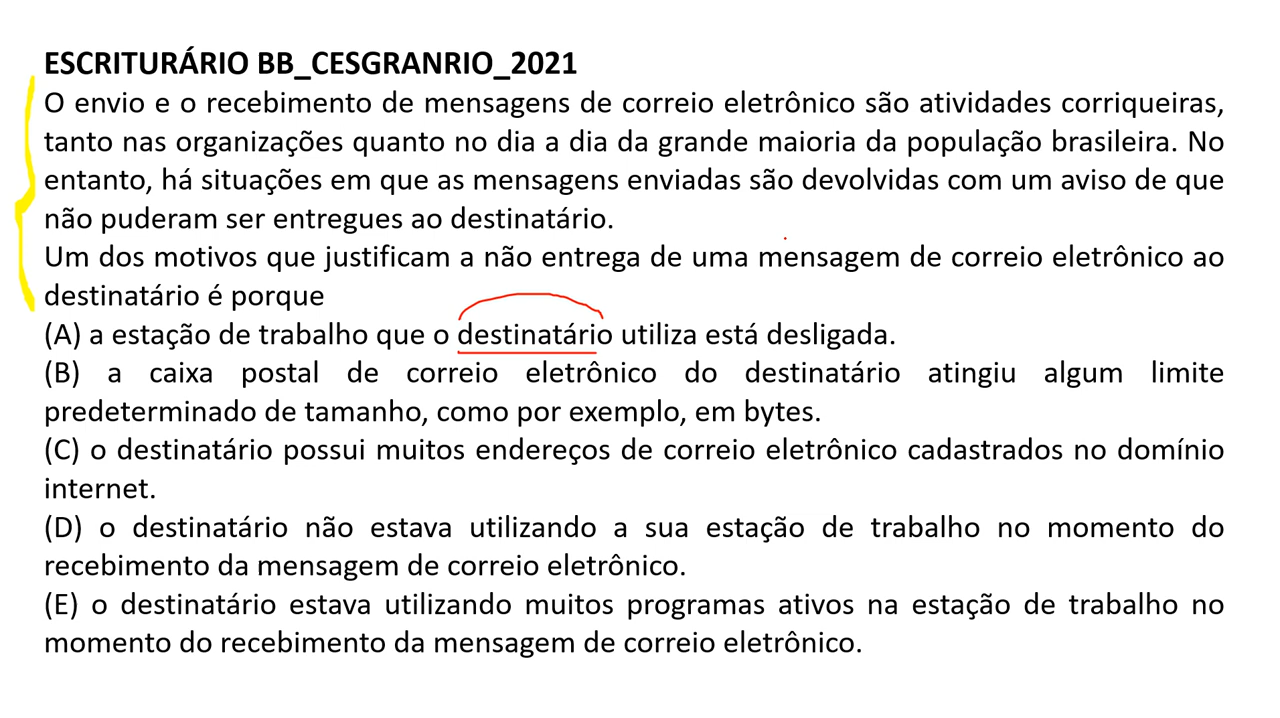 ESCRITURÁRIO BB_CESGRANRIO_2021
O envio e o recebimento de mensagens de correio eletrônico são atividades corriqueiras,
tanto nas organizações quanto no dia a dia da grande maioria da população brasileira. No
entanto, há situações em que as mensagens enviadas são devolvidas com um aviso de que
não puderam ser entregues ao destinatário.
Um dos motivos que justificam a não entrega de uma mensagem de correio eletrônico ao
destinatário é porque
(A) a estação de trabalho que o destinatário utiliza está desligada.
(B) a caixa postal de correio eletrônico do destinatário atingiu algum limite
predeterminado de tamanho, como por exemplo, em bytes.
(C) o destinatário possui muitos endereços de correio eletrônico cadastrados no domínio
internet.
(D) o destinatário não estava utilizando a sua estação de trabalho no momento do
recebimento da mensagem de correio eletrônico.
(E) o destinatário estava utilizando muitos programas ativos na estação de trabalho no
momento do recebimento da mensagem de correio eletrônico.